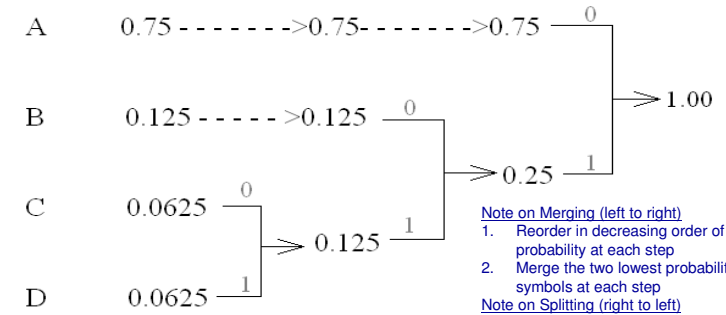 0
A 0.75 ------->0.75------->0.75
1.00
B 0.125 ----->0.125 0
0.25 1
C 0.0625 0
0.125 1
D 0.0625 1
Note on Merging (left to right)
1. Reorder in decreasing order of
probability at each step
2. Merge the two lowest
symbols at each step
Note on Splitting (right to left)